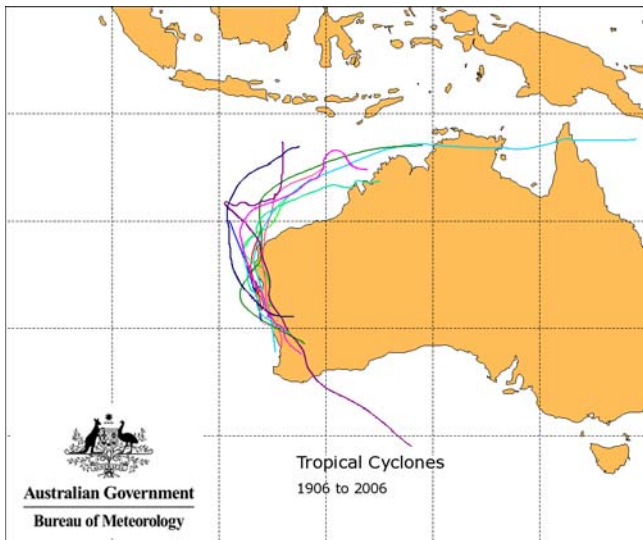 Tropical Cyclones
1906 to 2006
Australian Government
Bureau of Meteorology